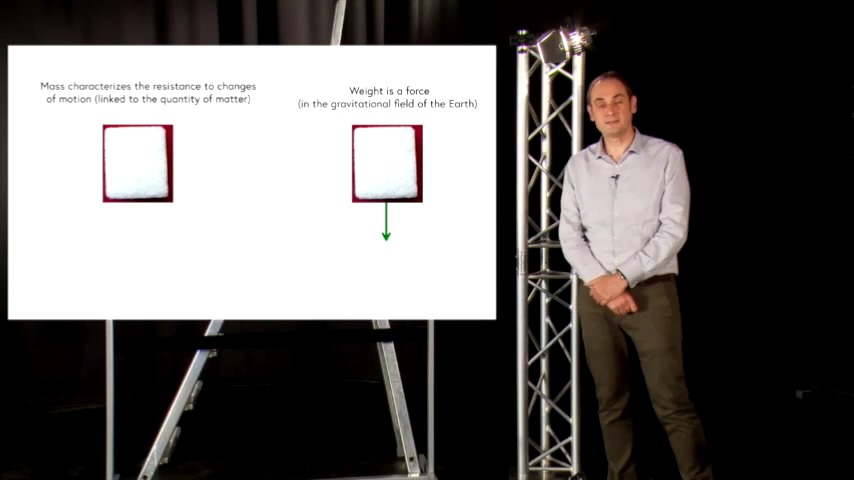 Mass characterizes the resistance to changes
of motion (linked to the quantity of matter)
Weight is a force
(in the gravitational field of the Earth)